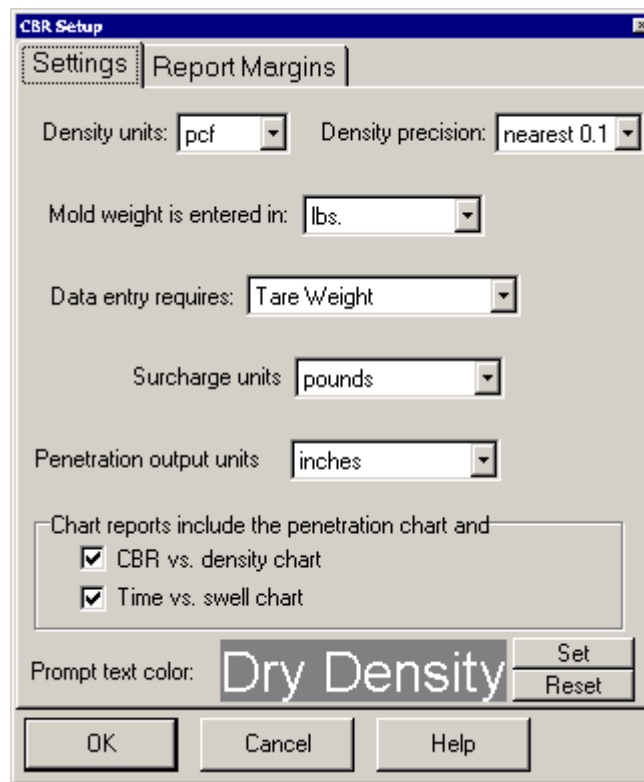 CBR Setup
Settings Report Margins
Density units: pcf Density precision: nearest 0.1
Mold weight is entered in: lbs.
Data entry requires: Tare Weight
Surcharge units pounds
Penetration output units inches
Chart reports include the penetration chart and
CBR vs. density chart
Time vs. swell chart
Prompt text color: Dry Density Set
Reset
OK Cancel Help